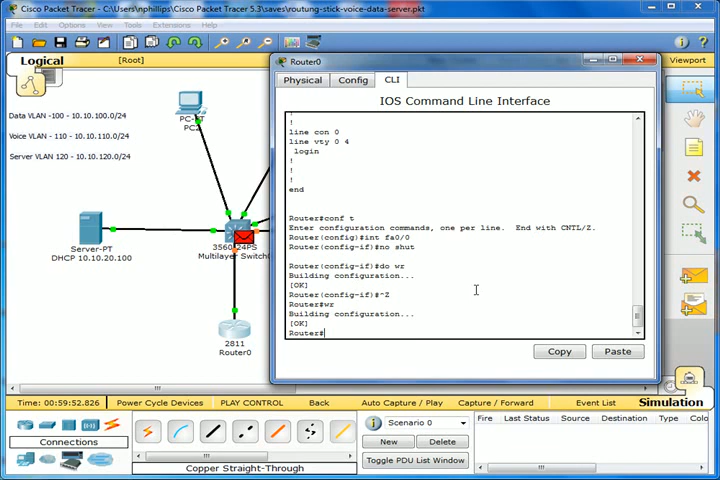 Cisco Packet Tracer - C:\Users\nphillips\Cisco Packet Tracer 5.3\saves\routung-stick-voice-data-server.pkt
File Edit Options View Tools Extensions Help
Logical
[Root]
Viewport
Data VLAN -100 - 10.10.100.0/24
Voice VLAN - 110 - 10.10.110.0/24
Server VLAN 120 - 10.10.120.0/24
PC-PT
PC2
Server-PT
DHCP 10.10.20.100
3560-24PS
Multilayer Switch0
2811
Router0
Router0
Physical
Config
CLI
IOS Command Line Interface
!
!
line con 0
line vty 0 4
login
!
!
!
end
Router#conf t
Enter configuration commands, one per line. End with CNTL/Z.
Router(config)#int fa0/0
Router(config-if)#no shut
Router(config-if)#do wr
Building configuration...
[OK]
Router(config-if)#^Z
Router#wr
Building configuration...
[OK]
Router#
Copy
Paste
Time: 00:59:52.826
Power Cycle Devices
PLAY CONTROL
Back
Auto Capture / Play
Capture / Forward
Event List
Simulation
Connections
Copper Straight-Through
Scenario 0
New
Delete
Toggle PDU List Window
Fire
Last Status
Source
Destination
Type
Colo